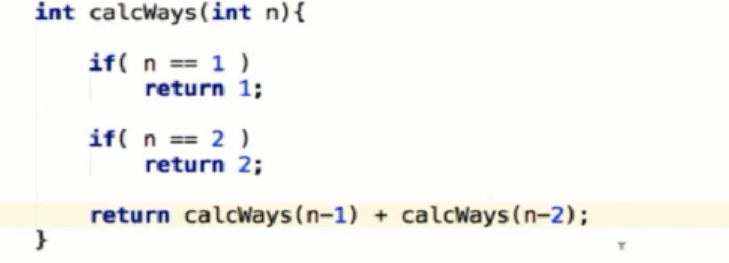 int calcWays(int n){
if( n == 1 )
return 1;
if( n == 2 )
return 2;
return calcWays(n-1) + calcWays(n-2);
}